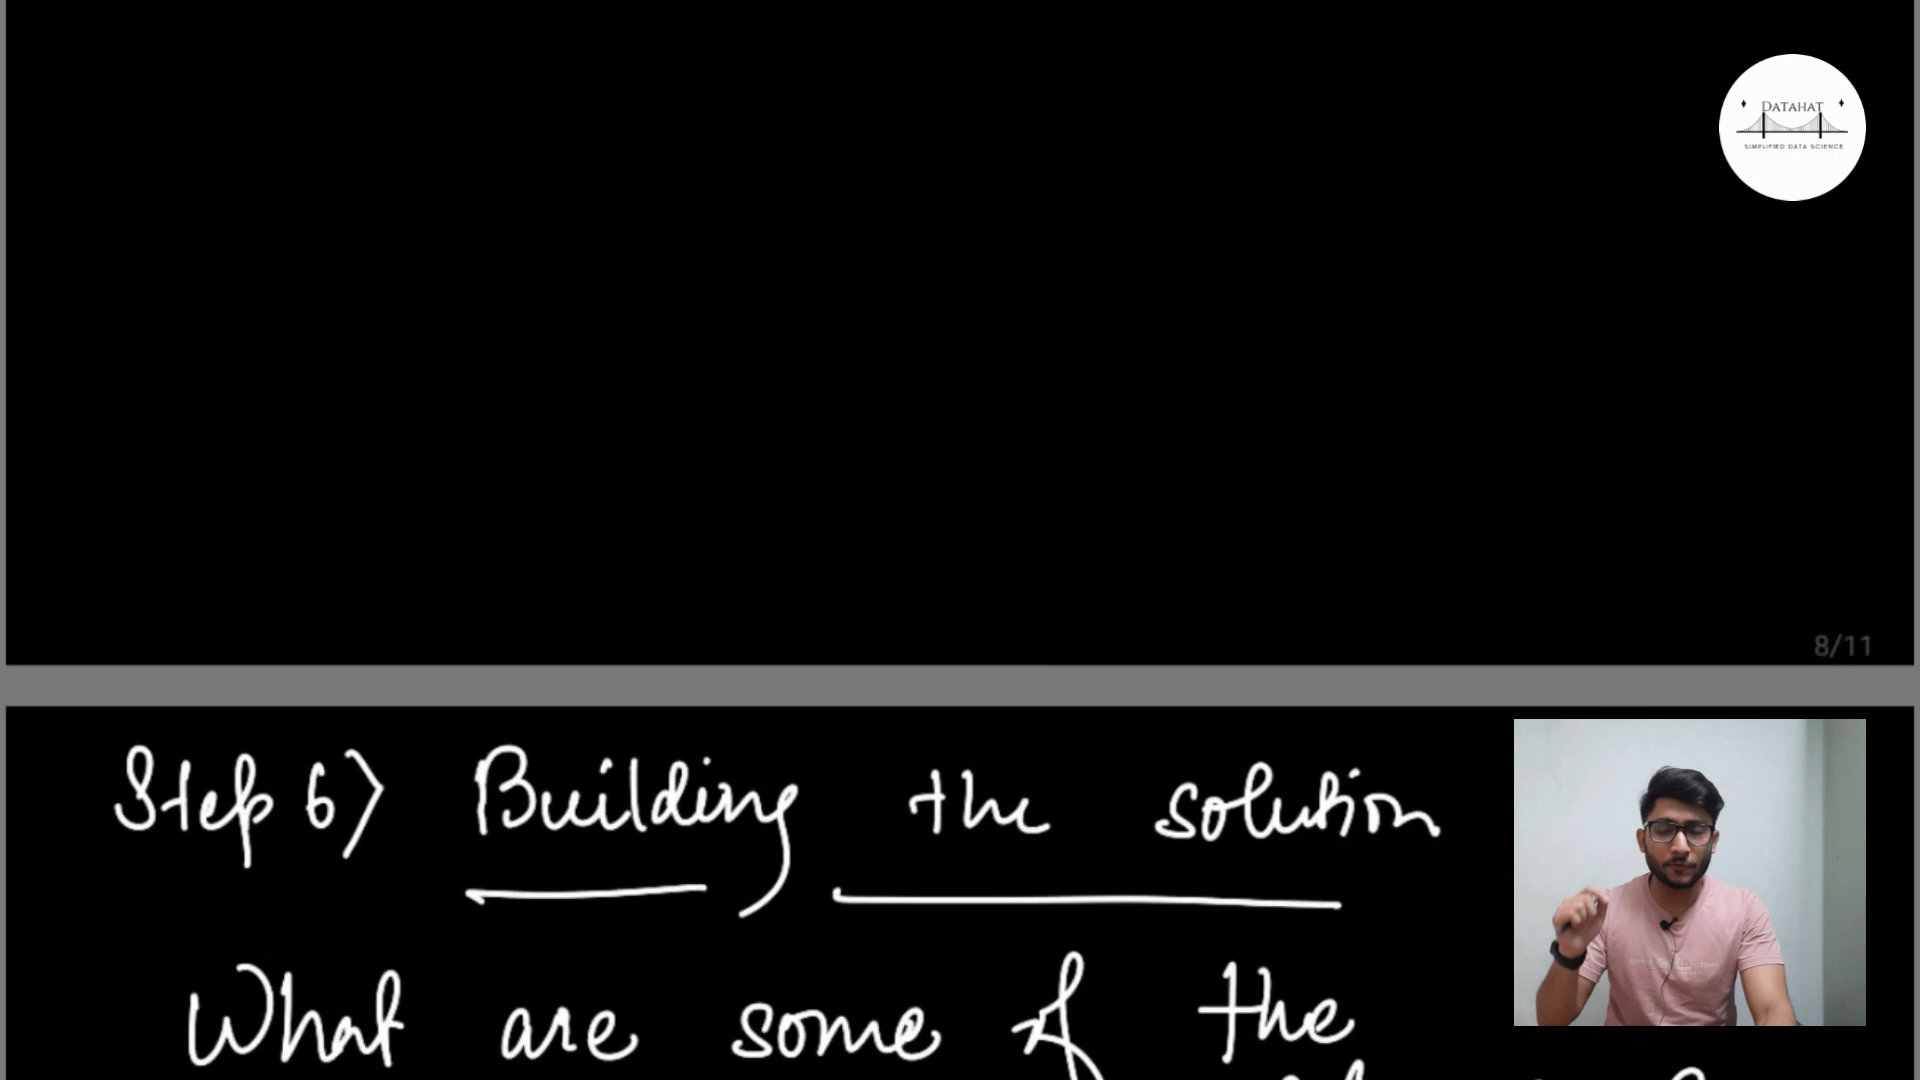 DATAHAT
SIMPLIFIED DATA SCIENCE
8/11
Step 6) Building the solution
What are some of the